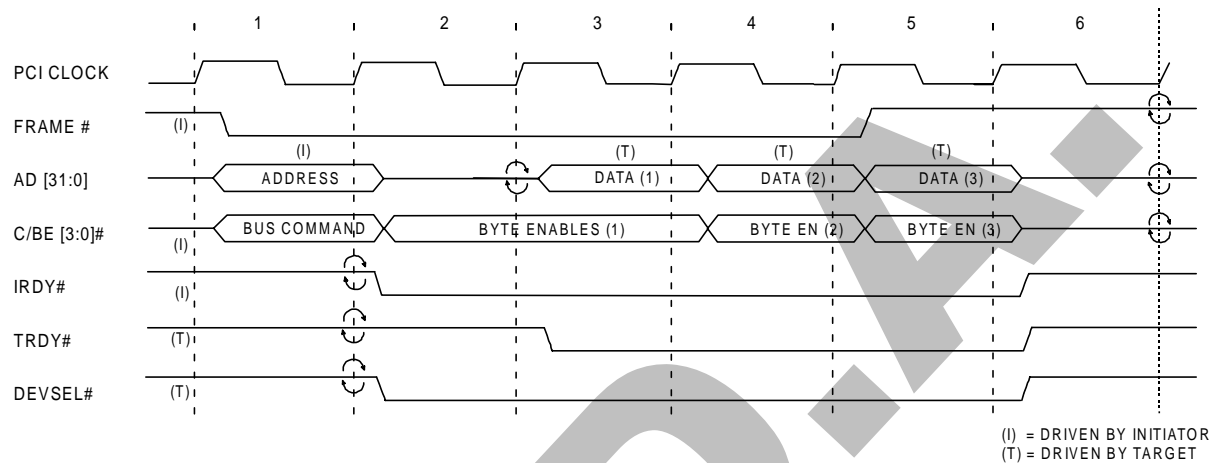 1 2 3 4 5 6
PCI CLOCK
FRAME # (I)
(I) (T) (T) (T)
AD [31:0] ADDRESS DATA (1) DATA (2) DATA (3)
C/BE [3:0]# (I) BUS COMMAND BYTE ENABLES (1) BYTE EN (2) BYTE EN (3)
IRDY# (I)
TRDY# (T)
DEVSEL# (T)
(I) = DRIVEN BY INITIATOR
(T) = DRIVEN BY TARGET